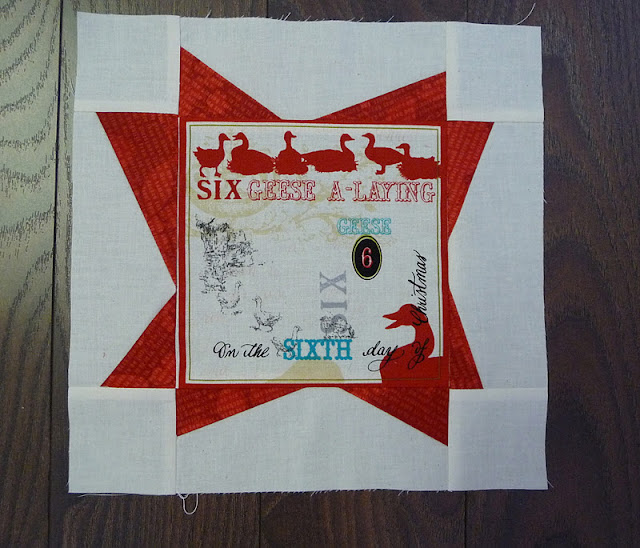 SIX GEESE A-LAYING
GEESE
6
SIX
On the SIXTH day of Christmas